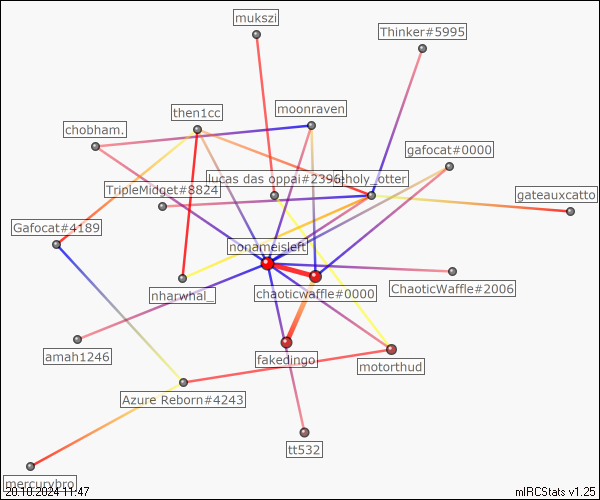 mukszi
Thinker#5995
then1cc
moonraven
chobham.
gafocat#0000
lucas das oppai#2396
holy_otter
TripleMidget#8824
gateauxcatto
Gafocat#4189
nonameisleft
nharwhal_
chaoticwaffle#0000
ChaoticWaffle#2006
amah1246
fakedingo
motorthud
Azure Reborn#4243
tt532
mercurybro
20.10.2024 11:47
mIRCStats v1.25